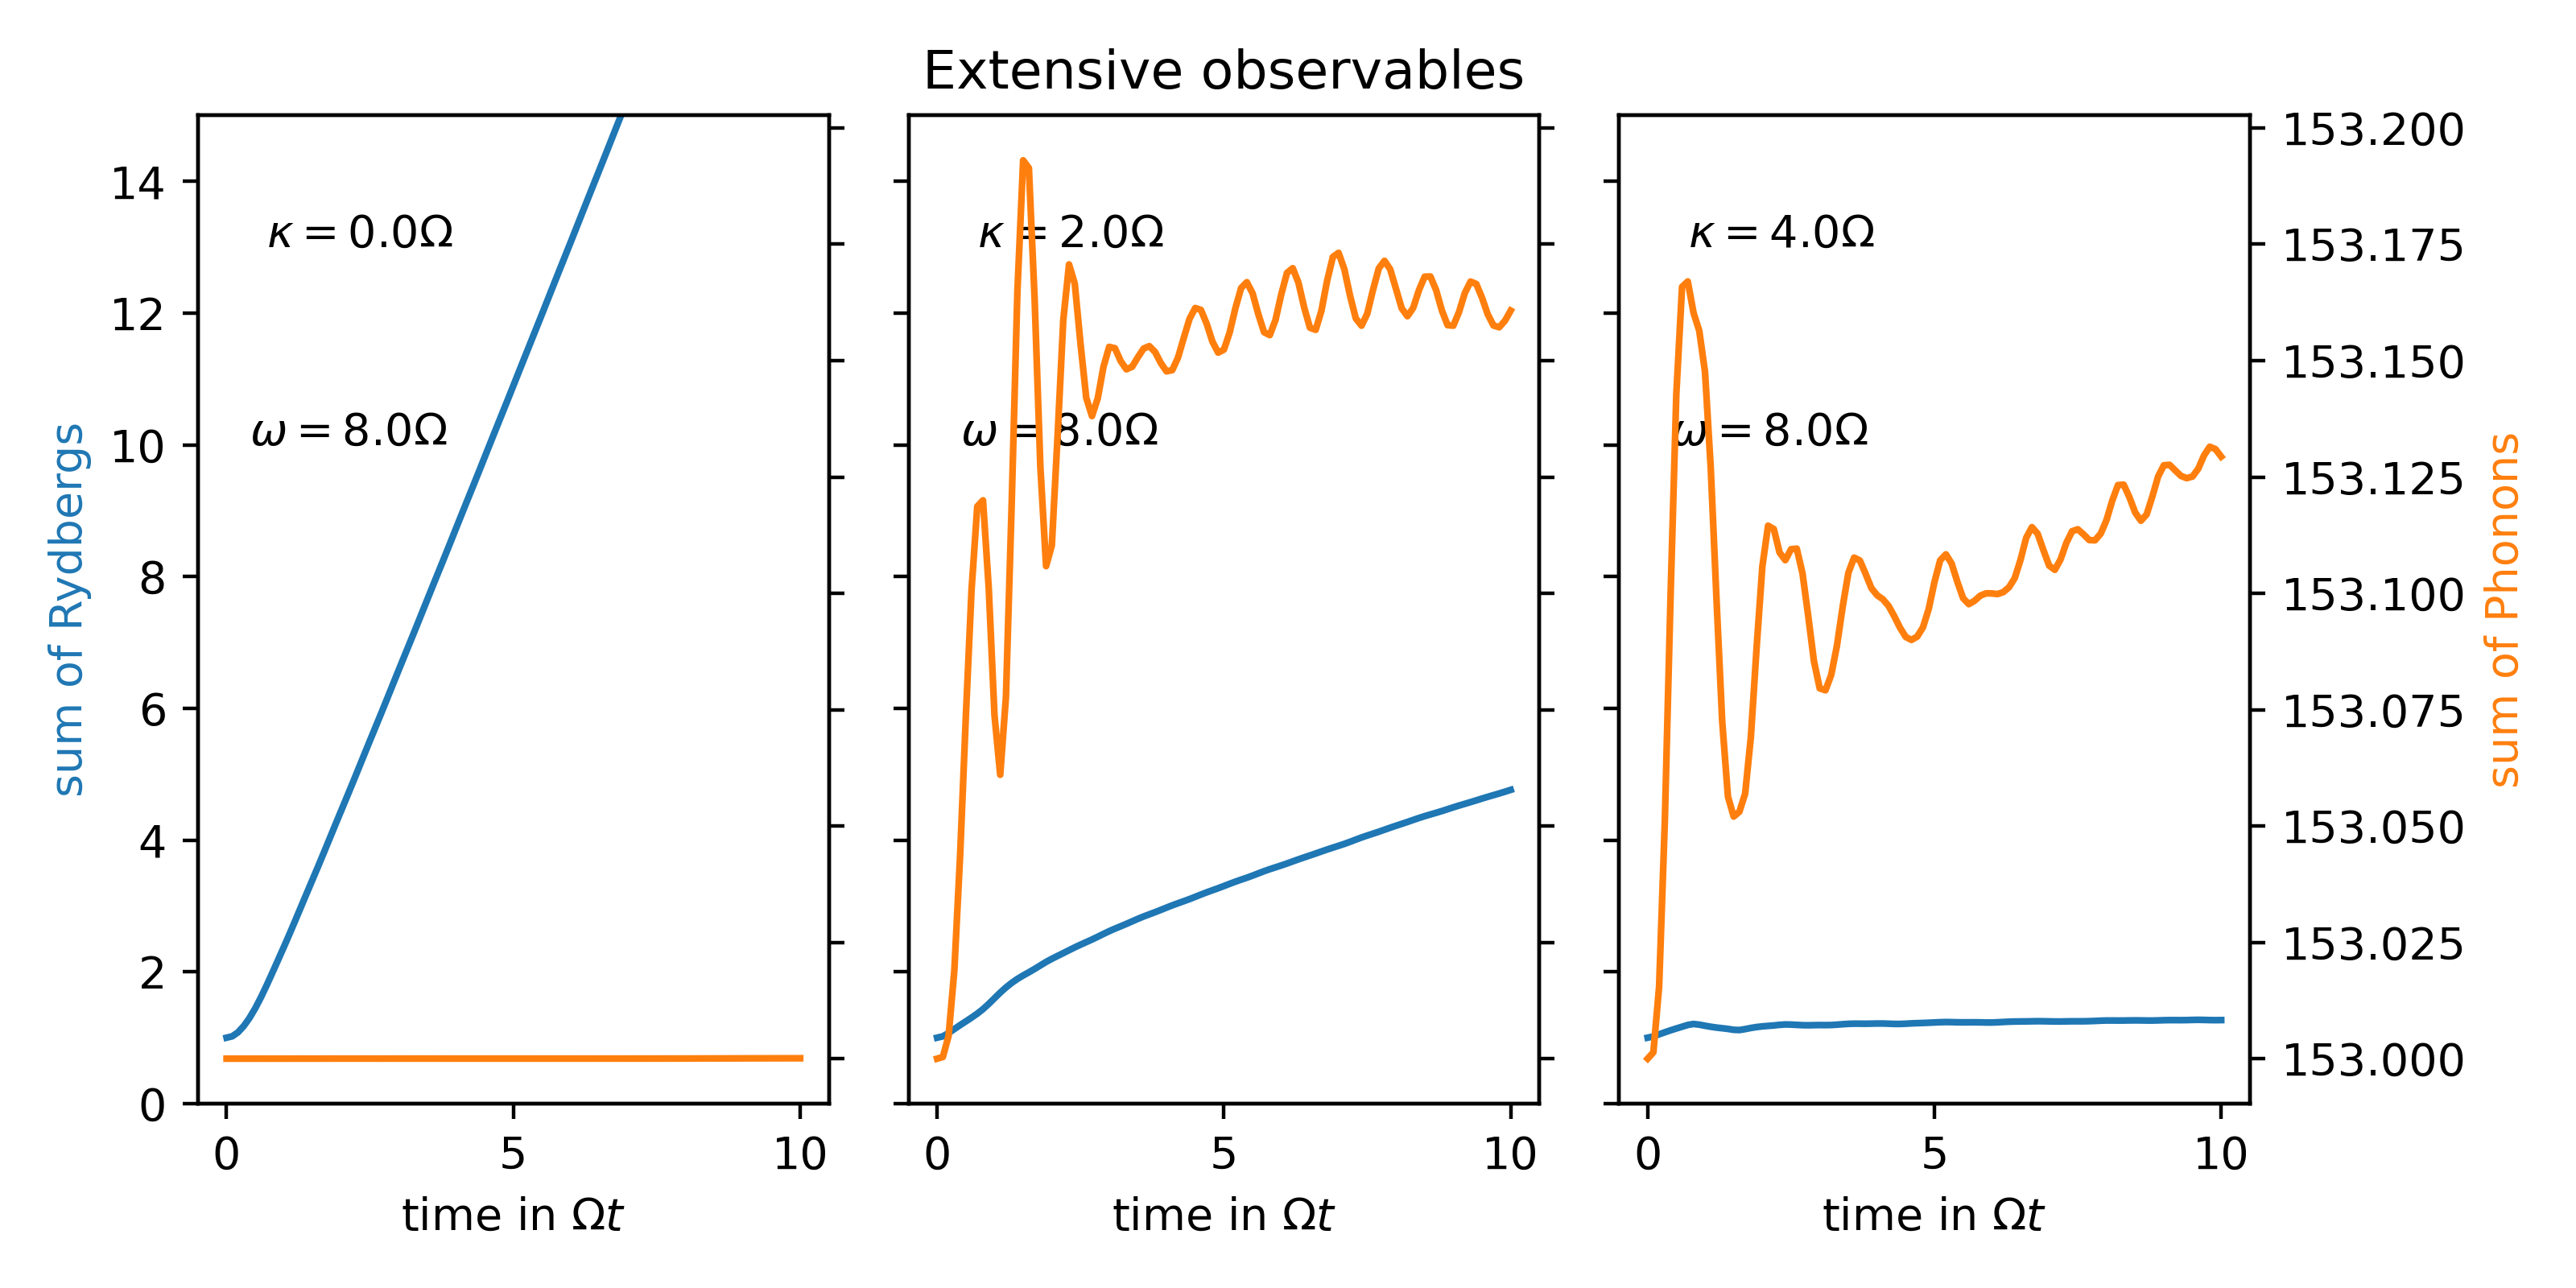 Extensive observables
sum of Rydbergs
14
12
10
8
6
4
2
0
κ = 0.0Ω
ω = 8.0Ω
0 5 10
time in Ωt
κ = 2.0Ω
ω = 8.0Ω
0 5 10
time in Ωt
κ = 4.0Ω
ω = 8.0Ω
0 5 10
time in Ωt
153.200
153.175
153.150
153.125
153.100
153.075
153.050
153.025
153.000
sum of Phonons